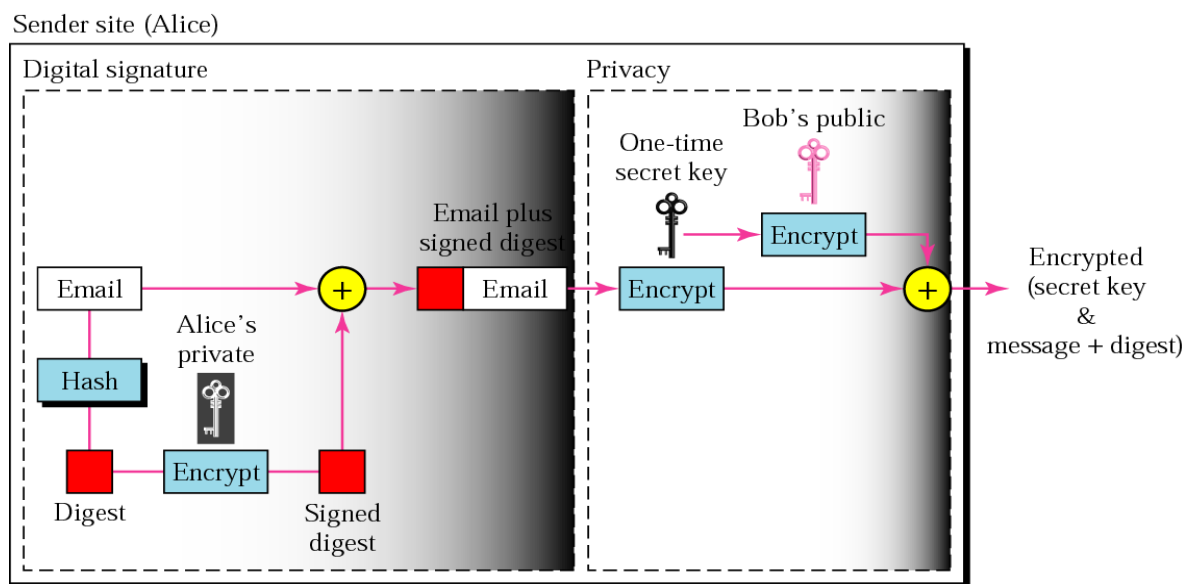 Sender site (Alice)
Digital signature
Privacy
Bob's public
One-time
secret key
Email plus
signed digest
Encrypt
Email
Email
Encrypt
Encrypted
(secret key
&
message + digest)
+
+
Alice's
private
Hash
Encrypt
Digest
Signed
digest